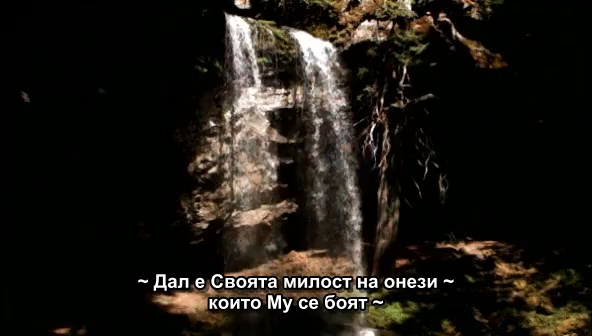 ~ Дал е Своята милост на онези ~
които Му се боят ~